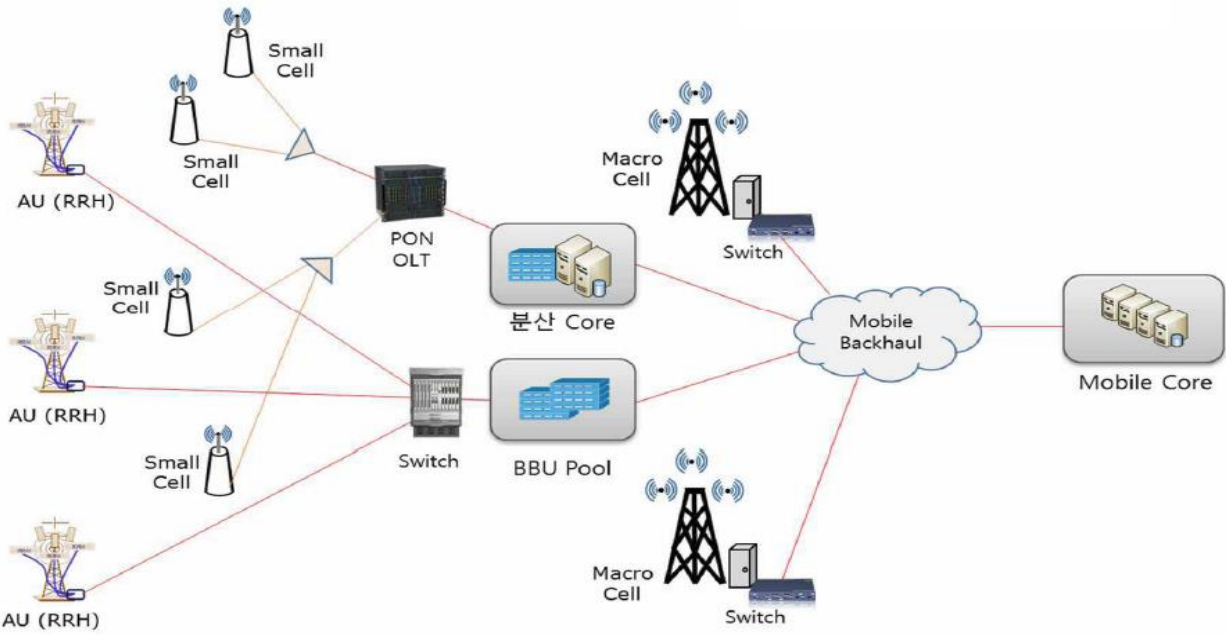 Small
Cell
Small
Cell
AU (RRH)
PON
OLT
Macro
Cell
Switch
Small
Cell
분산 Core
Mobile
Backhaul
Mobile Core
AU (RRH)
Small
Cell
Switch
BBU Pool
Macro
Cell
Switch
AU (RRH)